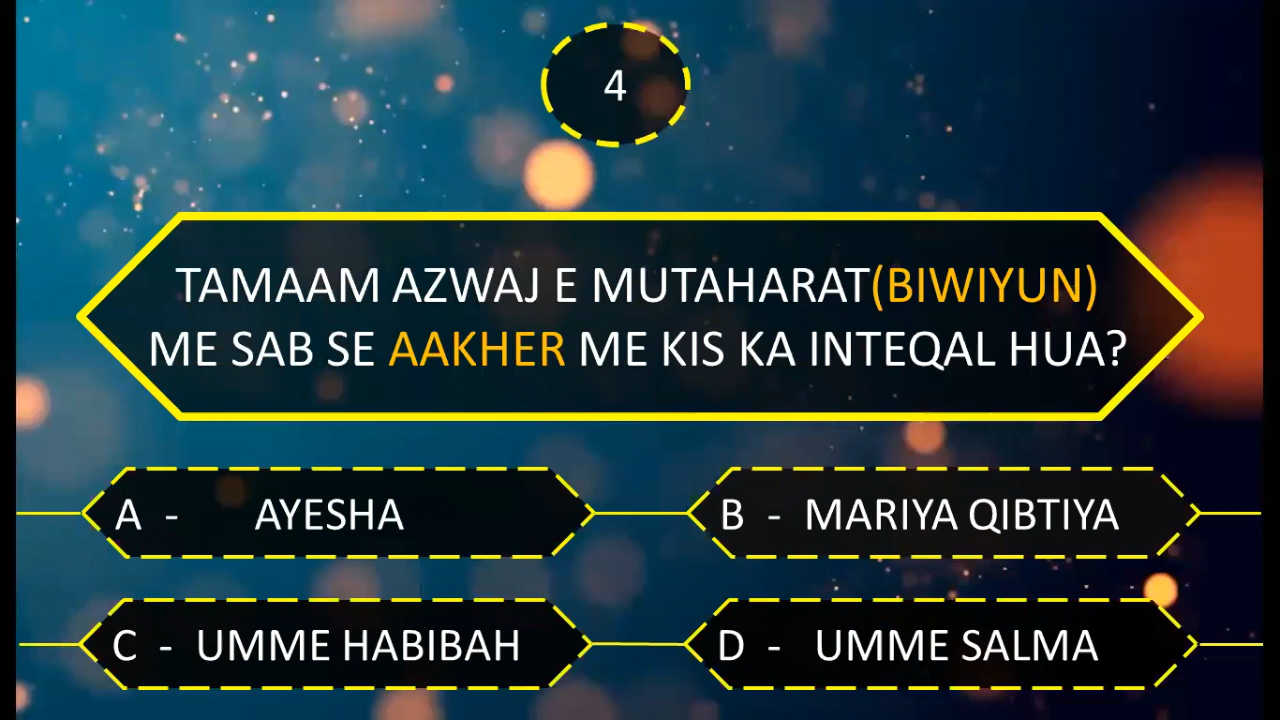 4
TAMAAM AZWAJ E MUTAHARAT(BIWIYUN)
ME SAB SE AAKHER ME KIS KA INTEQAL HUA?
A - AYESHA
B - MARIYA QIBTIYA
C - UMME HABIBAH
D - UMME SALMA